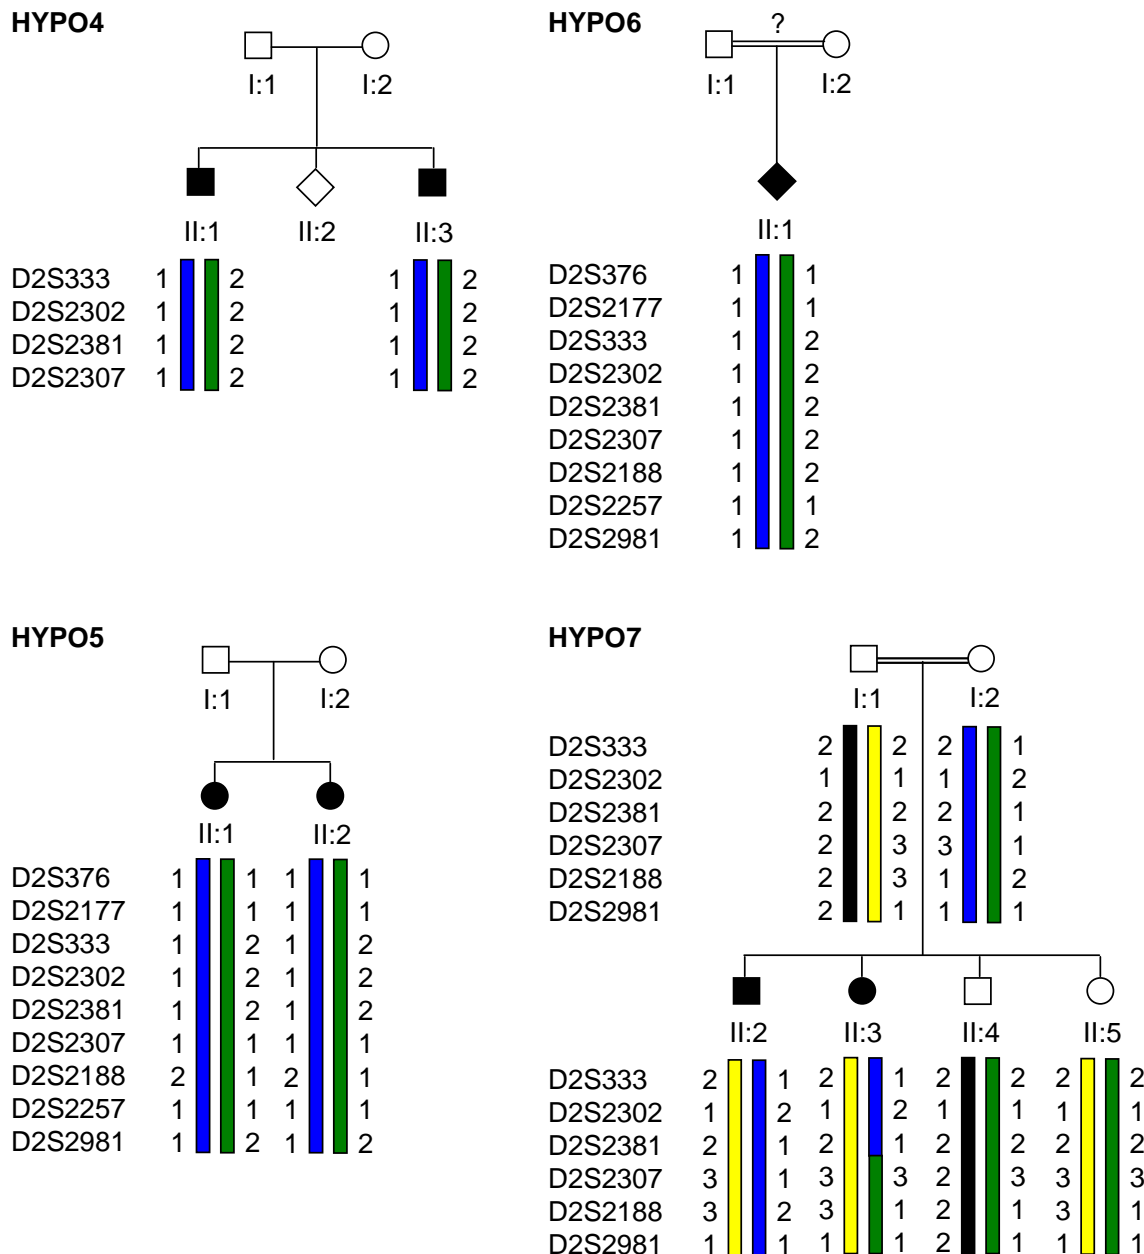 HYPO4
I:1 I:2
II:1 II:2 II:3
D2S333 1 2 1 2
D2S2302 1 2 1 2
D2S2381 1 2 1 2
D2S2307 1 2 1 2
HYPO6
?
I:1 I:2
II:1
D2S376 1 1
D2S2177 1 1
D2S333 1 2
D2S2302 1 2
D2S2381 1 2
D2S2307 1 2
D2S2188 1 2
D2S2257 1 1
D2S2981 1 2
HYPO5
I:1 I:2
II:1 II:2
D2S376 1 1 1 1
D2S2177 1 1 1 1
D2S333 1 2 1 2
D2S2302 1 2 1 2
D2S2381 1 2 1 2
D2S2307 1 1 1 1
D2S2188 2 1 2 1
D2S2257 1 1 1 1
D2S2981 1 2 1 2
HYPO7
I:1 I:2
D2S333 2 2 2 1
D2S2302 1 1 1 2
D2S2381 2 2 2 1
D2S2307 2 3 3 1
D2S2188 2 3 1 2
D2S2981 2 1 1 1
II:2 II:3 II:4 II:5
D2S333 2 1 2 1 2 2 2 2
D2S2302 1 2 1 2 1 1 1 1
D2S2381 2 1 2 1 2 2 2 2
D2S2307 3 1 3 3 2 3 3 3
D2S2188 3 2 3 1 2 1 3 1
D2S2981 1 1 1 1 2 1 1 1